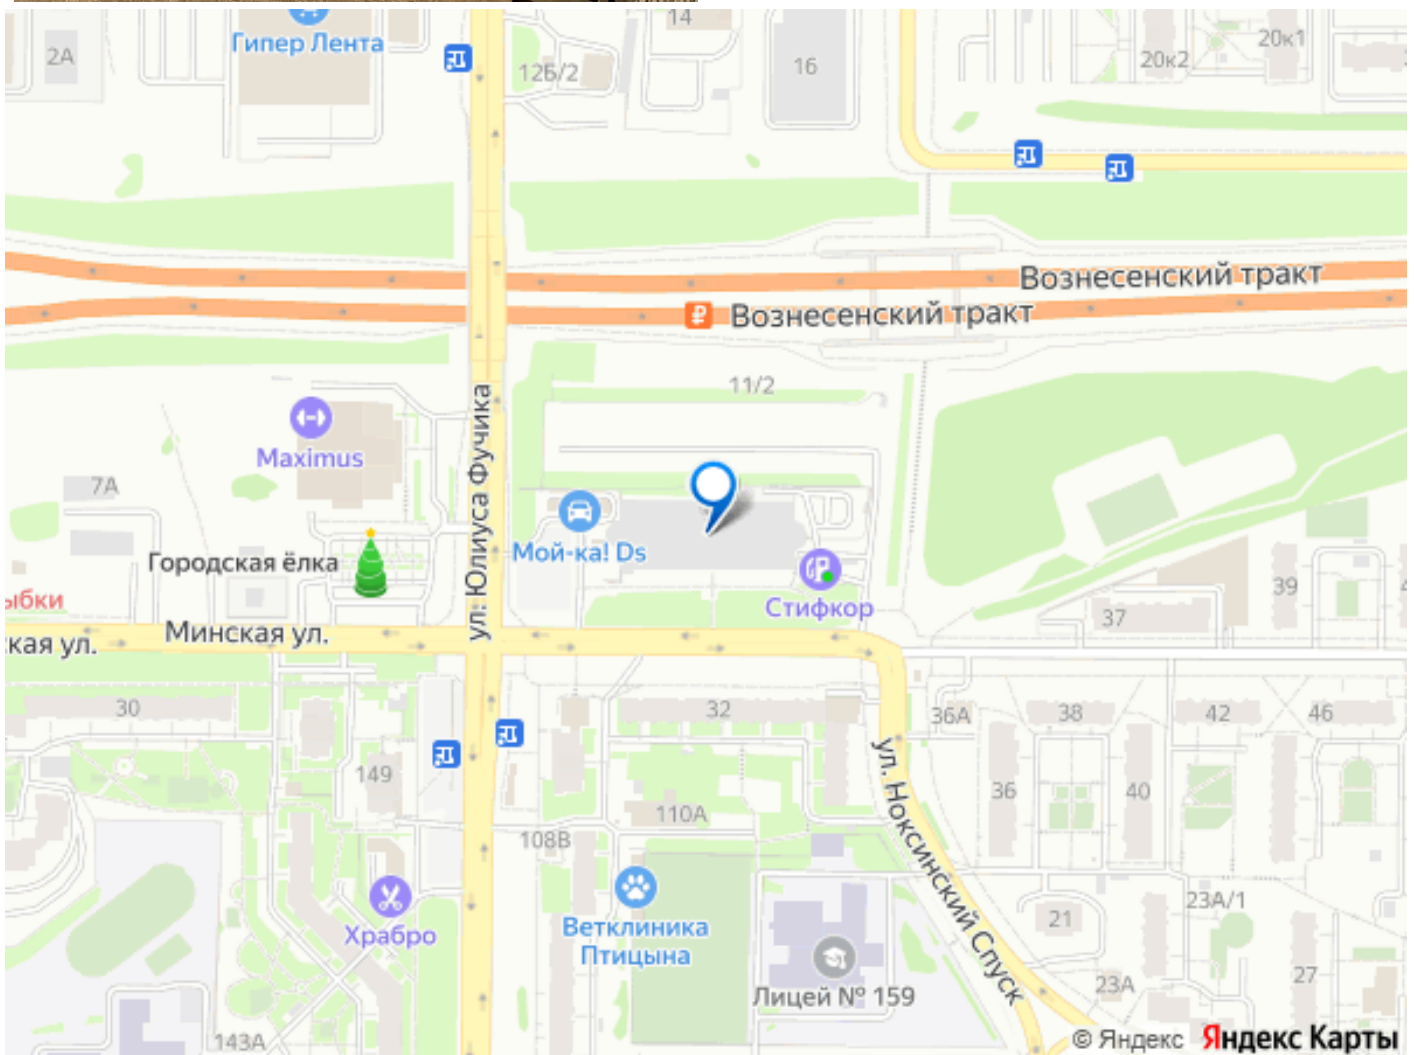 14
Гипер Лента
20к1
2А
12Б/2
16
20к2
Вознесенский тракт
Вознесенский тракт
11/2
ул. Юлиуса Фучика
Maximus
7А
Мой-ка! Ds
Городская ёлка
39
ыбки
Стифкор
37
Минская ул.
кая ул.
30
32
36А
38
42
46
149
ул. Ноксинский Спуск
36
40
110А
108В
Храбро
Ветклиника
Птицына
21
23А/1
Лицей № 159
23А
27
143А
© Яндекс Яндекс Карты